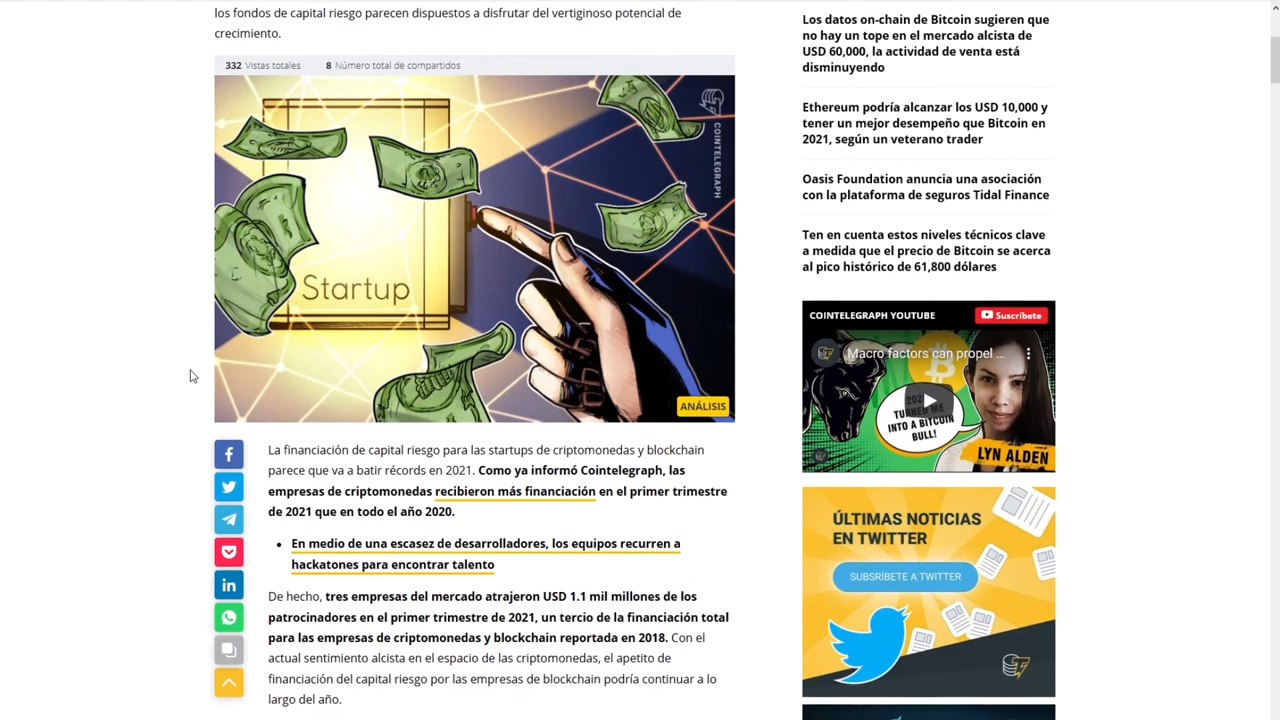 los fondos de capital riesgo parecen dispuestos a disfrutar del vertiginoso potencial de
crecimiento.
332 Vistas totales
8 Número total de compartidos
COINTELEGRAPH
Startup
ANÁLISIS
La financiación de capital riesgo para las startups de criptomonedas y blockchain
parece que va a batir récords en 2021. Como ya informó Cointelegraph, las
empresas de criptomonedas recibieron más financiación en el primer trimestre
de 2021 que en todo el año 2020.
• En medio de una escasez de desarrolladores, los equipos recurren a
hackatones para encontrar talento
De hecho, tres empresas del mercado atrajeron USD 1.1 mil millones de los
patrocinadores en el primer trimestre de 2021, un tercio de la financiación total
para las empresas de criptomonedas y blockchain reportada en 2018. Con el
actual sentimiento alcista en el espacio de las criptomonedas, el apetito de
financiación del capital riesgo por las empresas de blockchain podría continuar a lo
largo del año.
Los datos on-chain de Bitcoin sugieren que
no hay un tope en el mercado alcista de
USD 60,000, la actividad de venta está
disminuyendo
Ethereum podría alcanzar los USD 10,000 y
tener un mejor desempeño que Bitcoin en
2021, según un veterano trader
Oasis Foundation anuncia una asociación
con la plataforma de seguros Tidal Finance
Ten en cuenta estos niveles técnicos clave
a medida que el precio de Bitcoin se acerca
al pico histórico de 61,800 dólares
COINTELEGRAPH YOUTUBE
Suscríbete
Macro factors can propel ...
TURNED ME
INTO A BITCOIN
BULL!
LYN ALDEN
ÚLTIMAS NOTICIAS
EN TWITTER
SUBSRÍBETE A TWITTER